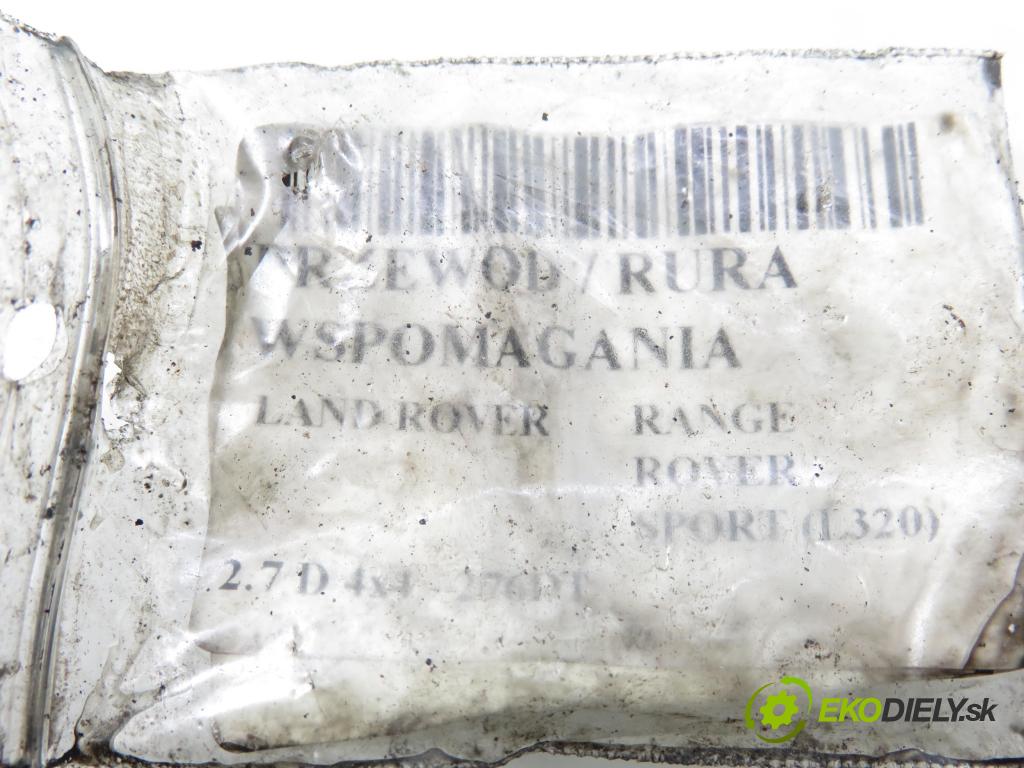 PRZEWOD / RURA
WSPOMAGANIA
LAND ROVER RANGE
ROVER
SPORT (L320)
2.7 D 4x4 276DT
EKODIELY.sk